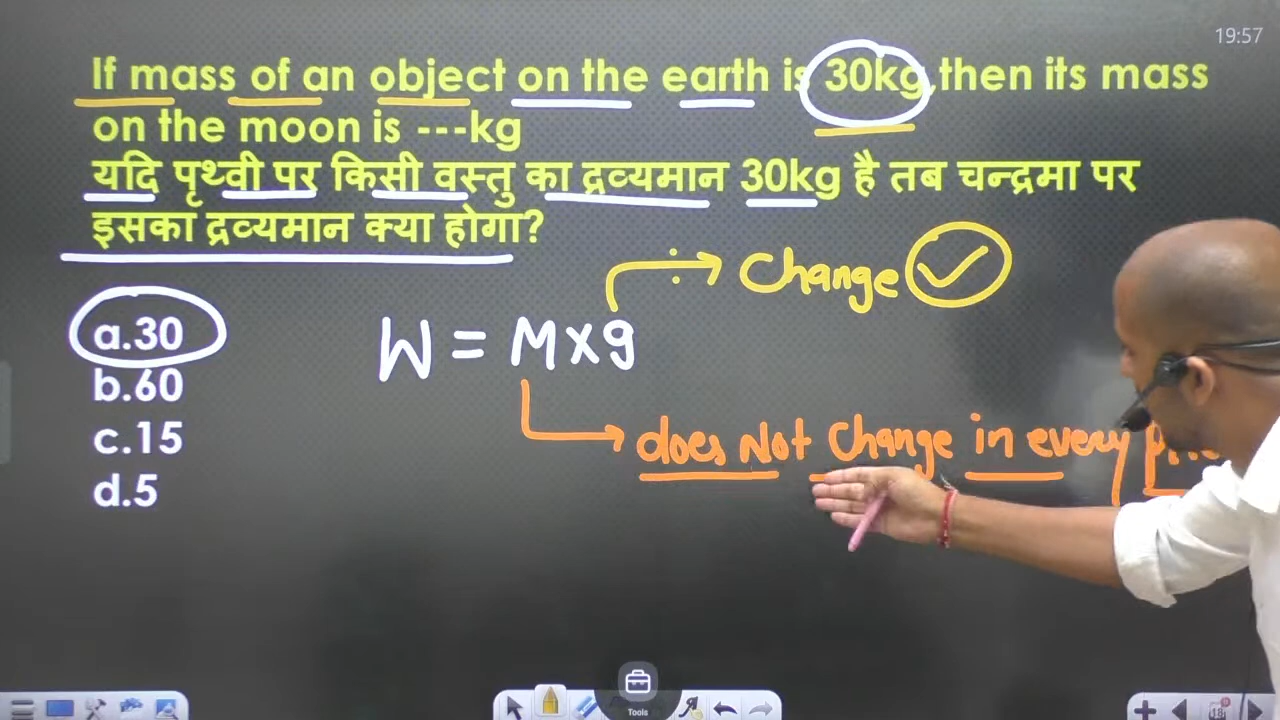 19:57
If mass of an object on the earth is 30kg,then its mass
on the moon is ---kg
यदि पृथ्वी पर किसी वस्तु का द्रव्यमान 30kg है तब चन्द्रमा पर
इसका द्रव्यमान क्या होगा?
Change
a.30
W = M×g
b.60
c.15
does Not Change in every
d.5
Tools
18